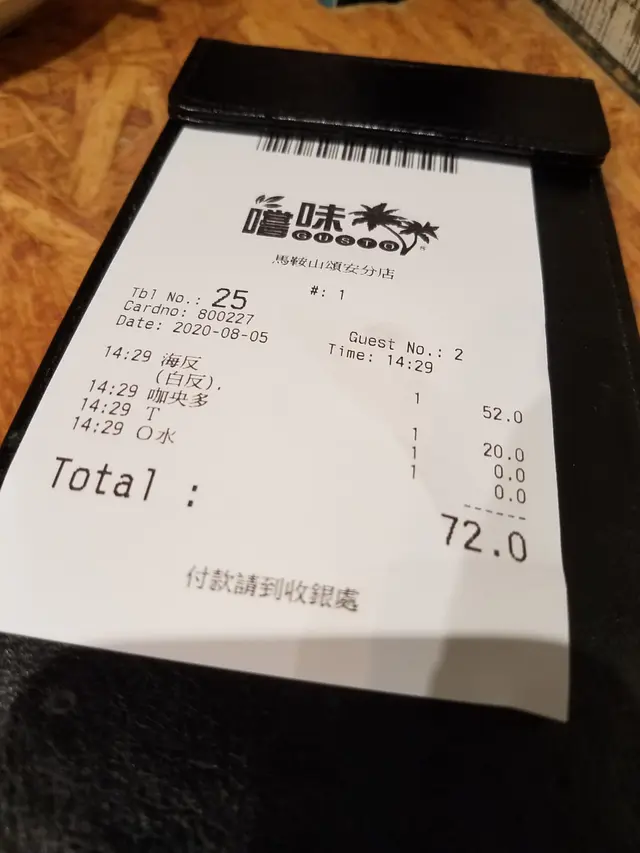 嚐味
GUSTO
馬鞍山頌安分店
#: 1
Tbl No.: 25
Cardno: 800227
Guest No.: 2
Date: 2020-08-05
Time: 14:29
14:29 海反 1 52.0
(白反),
14:29 咖央多 1 20.0
14:29 T 1 0.0
14:29 O水 1 0.0
Total : 72.0
付款請到收銀處